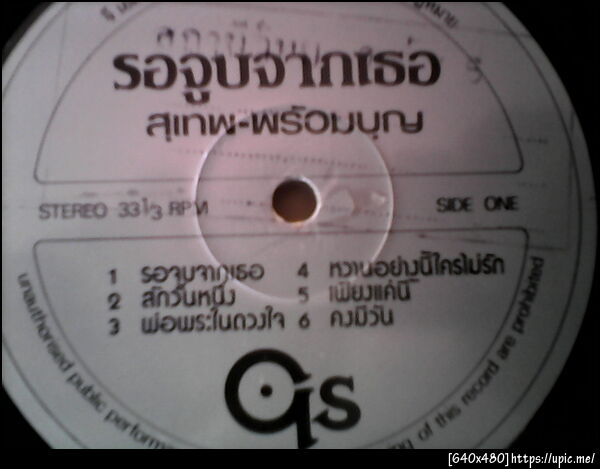 รอจูบจากเธอ
สุเทพ-พร้อมบุญ
STEREO 33 1/3 RPM
SIDE ONE
1 รอจูบจากเธอ
2 สักวันหนึ่ง
3 พ่อพระในดวงใจ
4 หวานอย่างนี้ใครไม่รัก
5 เพียงแค่นี้
6 คงมีวัน
unauthorised public performance
of this record are prohibited
[640x480]https://upic.me/